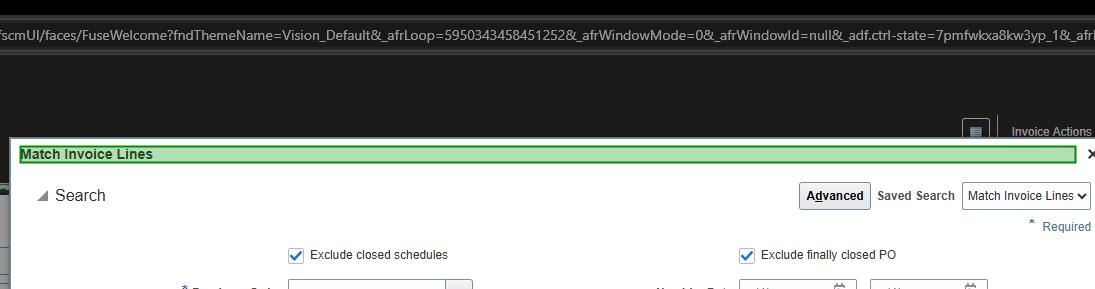 fscmUI/faces/FuseWelcome?fndThemeName=Vision_Default&_afrLoop=5950343458451252&_afrWindowMode=0&_afrWindowId=null&_adf.ctrl-state=7pmfwkxa8kw3yp_1&_afrl
Invoice Actions
Match Invoice Lines
Search
Advanced Saved Search Match Invoice Lines
* Required
Exclude closed schedules Exclude finally closed PO